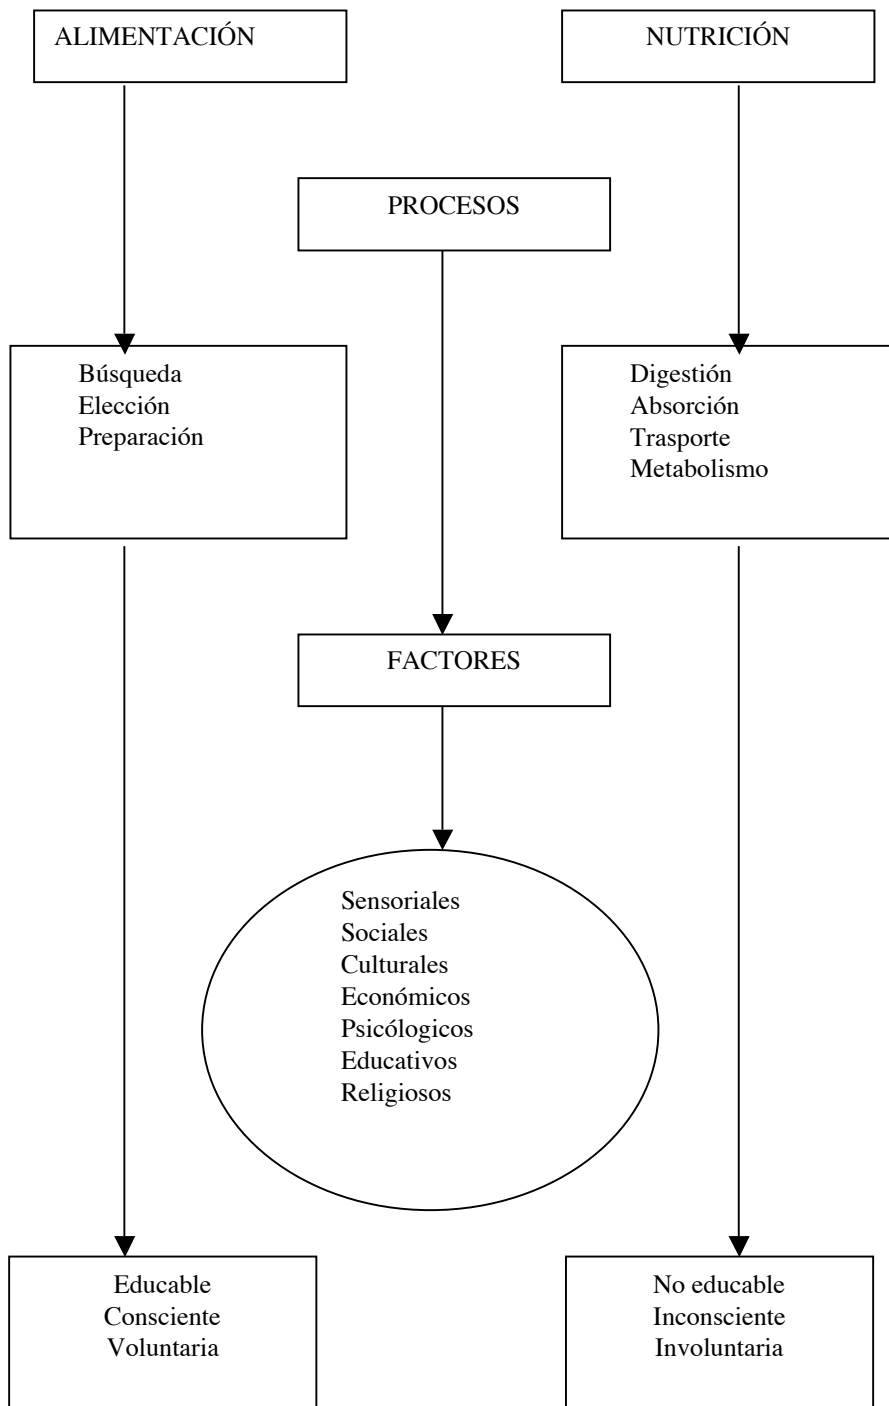 ALIMENTACIÓN
NUTRICIÓN
PROCESOS
Búsqueda
Elección
Preparación
Digestión
Absorción
Trasporte
Metabolismo
FACTORES
Sensoriales
Sociales
Culturales
Económicos
Psicólogicos
Educativos
Religiosos
Educable
Consciente
Voluntaria
No educable
Inconsciente
Involuntaria